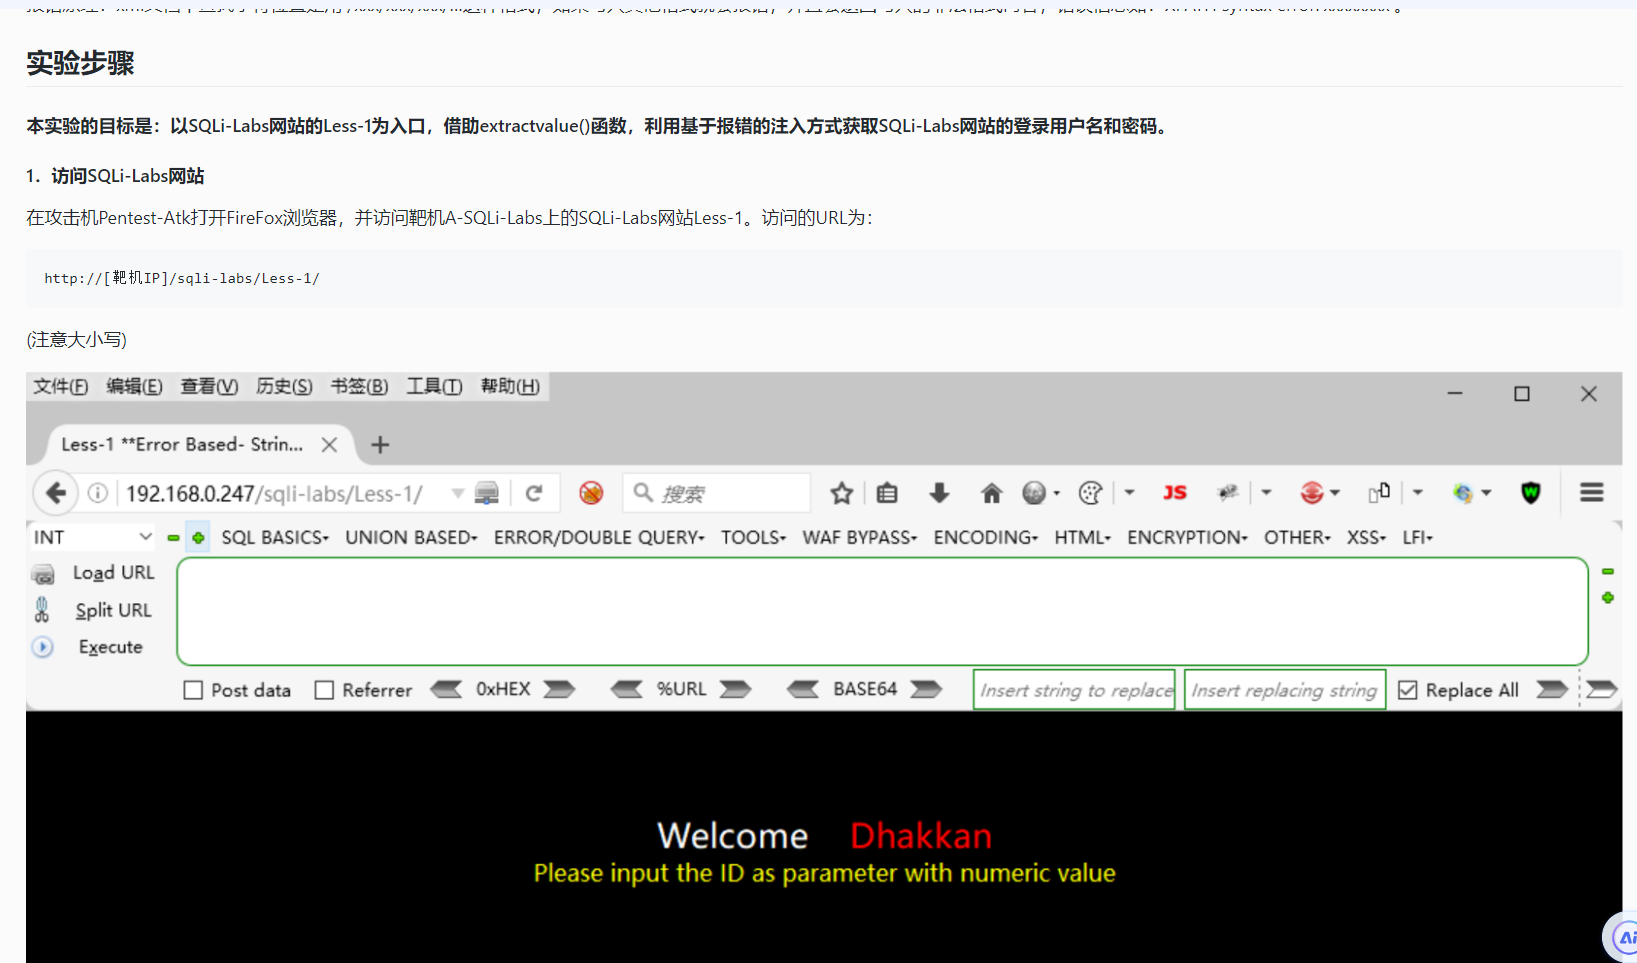 实验步骤
本实验的目标是：以SQLi-Labs网站的Less-1为入口，借助extractvalue()函数，利用基于报错的注入方式获取SQLi-Labs网站的登录用户名和密码。
1．访问SQLi-Labs网站
在攻击机Pentest-Atk打开FireFox浏览器，并访问靶机A-SQLi-Labs上的SQLi-Labs网站Less-1。访问的URL为：
http://[靶机IP]/sqli-labs/Less-1/
(注意大小写)
文件(F) 编辑(E) 查看(V) 历史(S) 书签(B) 工具(T) 帮助(H)
Less-1 **Error Based- Strin...
192.168.0.247/sqli-labs/Less-1/ 搜索 JS
INT SQL BASICS UNION BASED ERROR/DOUBLE QUERY TOOLS WAF BYPASS ENCODING HTML ENCRYPTION OTHER XSS LFI
Load URL
Split URL
Execute
Post data Referrer 0xHEX %URL BASE64 Insert string to replace Insert replacing string Replace All
Welcome Dhakkan
Please input the ID as parameter with numeric value
Ai